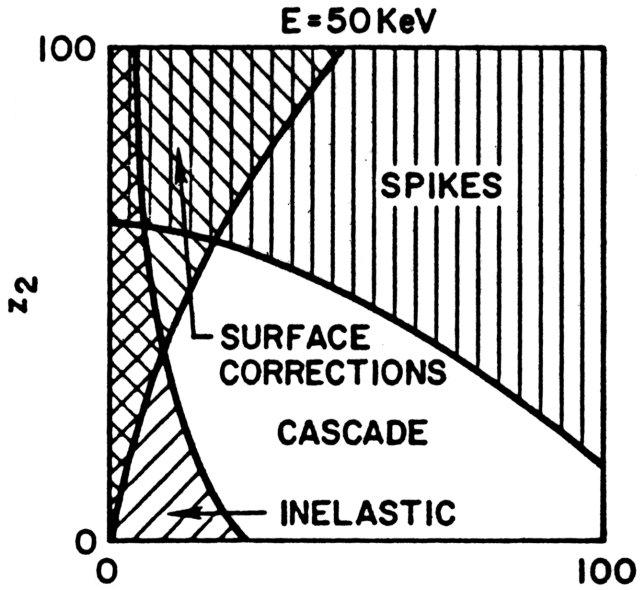 E=50KeV
100
SPIKES
Z2
SURFACE
CORRECTIONS
CASCADE
INELASTIC
0
0
100